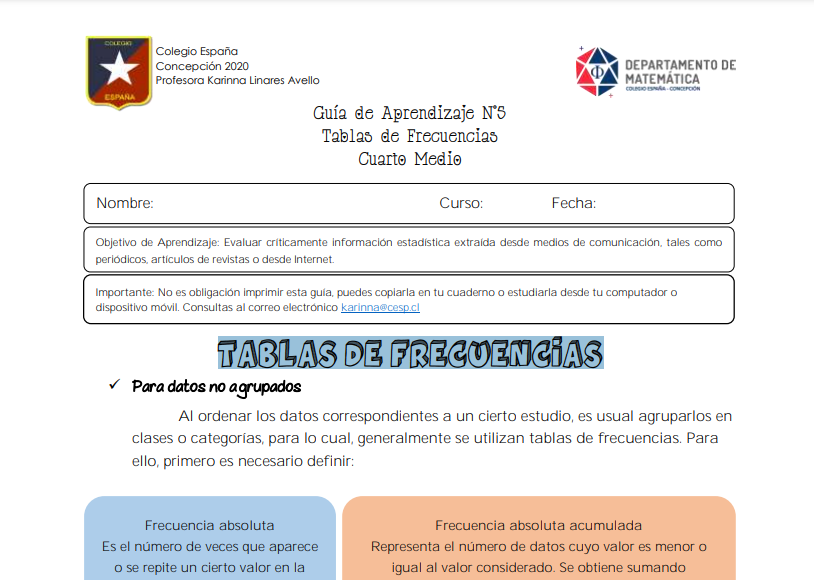 COLEGIO
ESPAÑA
Colegio España
Concepción 2020
Profesora Karinna Linares Avello
DEPARTAMENTO DE
MATEMÁTICA
COLEGIO ESPAÑA - CONCEPCIÓN
Guía de Aprendizaje N°5
Tablas de Frecuencias
Cuarto Medio
Nombre: Curso: Fecha:
Objetivo de Aprendizaje: Evaluar críticamente información estadística extraída desde medios de comunicación, tales como
periódicos, artículos de revistas o desde Internet.
Importante: No es obligación imprimir esta guía, puedes copiarla en tu cuaderno o estudiarla desde tu computador o
dispositivo móvil. Consultas al correo electrónico karinna@cesp.cl
TABLAS DE FRECUENCIAS
✓ Para datos no agrupados
Al ordenar los datos correspondientes a un cierto estudio, es usual agruparlos en
clases o categorías, para lo cual, generalmente se utilizan tablas de frecuencias. Para
ello, primero es necesario definir:
Frecuencia absoluta
Es el número de veces que aparece
o se repite un cierto valor en la
Frecuencia absoluta acumulada
Representa el número de datos cuyo valor es menor o
igual al valor considerado. Se obtiene sumando